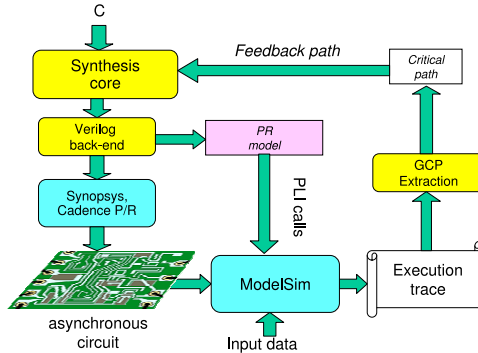 C
Feedback path
Synthesis
core
Critical
path
Verilog
back-end
PR
model
GCP
Extraction
Synopsys,
Cadence P/R
PLI calls
ModelSim
Execution
trace
asynchronous
circuit
Input data